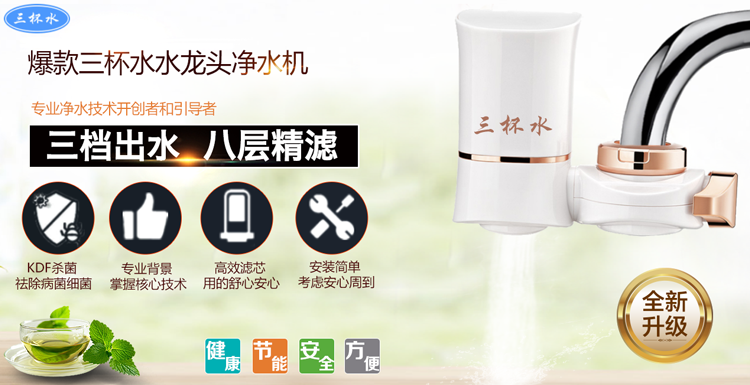 三杯水
爆款三杯水水龙头净水机
专业净水技术开创者和引导者
三档出水 八层精滤
三杯水
KDF杀菌
祛除病菌细菌
专业背景
掌握核心技术
高效滤芯
用的舒心安心
安装简单
考虑安心周到
全新
升级
健康
节能
安全
方便